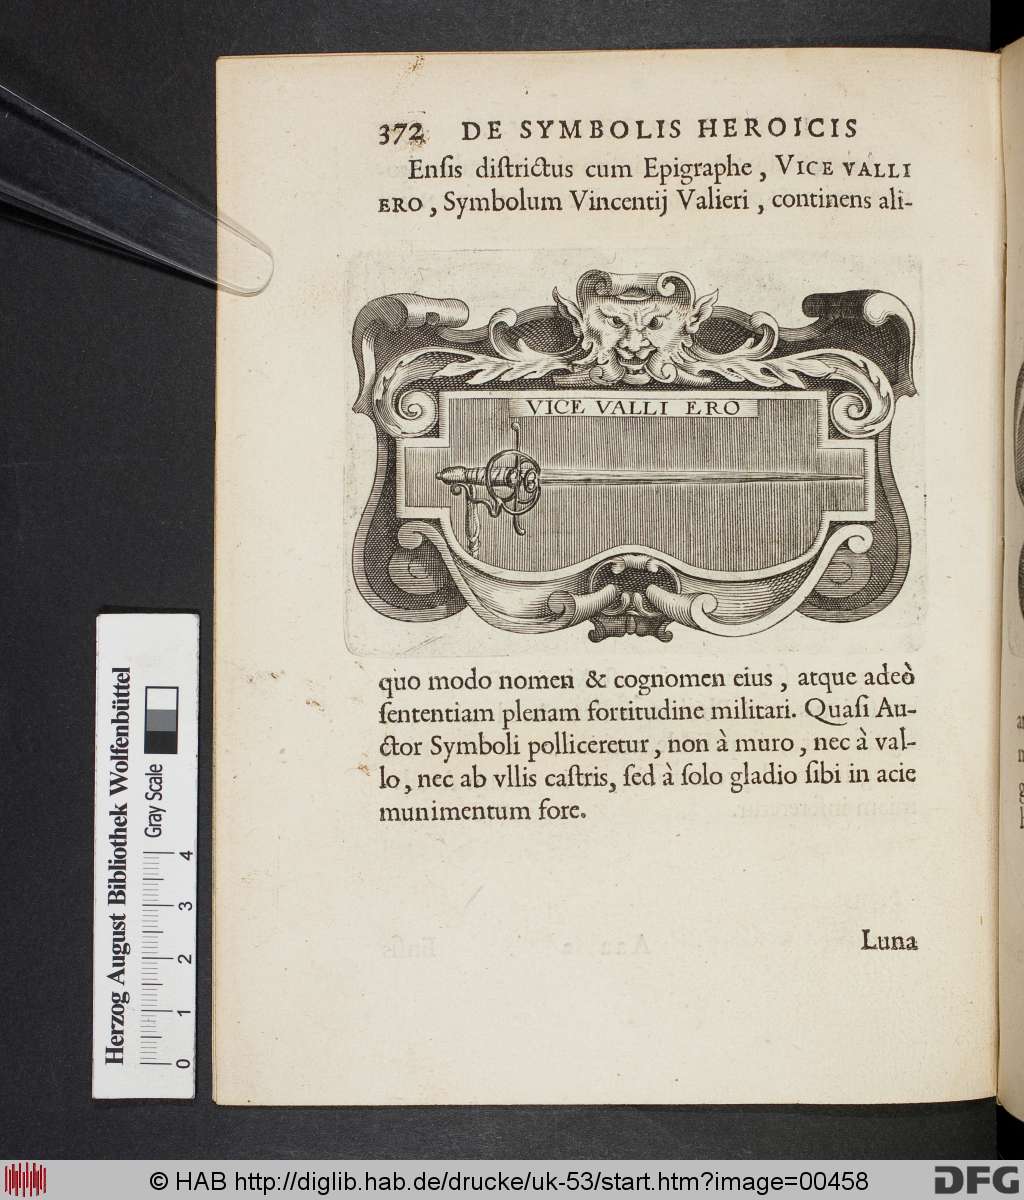 372 DE SYMBOLIS HEROICIS
Enſis diſtrictus cum Epigraphe, VICE VALLI
ERO, Symbolum Vincentij Valieri, continens ali-
VICE VALLI ERO
quo modo nomen & cognomen eius, atque adeò
ſententiam plenam fortitudine militari. Quaſi Au-
ctor Symboli polliceretur, non à muro, nec à val-
lo, nec ab vllis caſtris, ſed à ſolo gladio ſibi in acie
munimentum fore.
Luna
Herzog August Bibliothek Wolfenbüttel
Gray Scale
0 1 2 3 4
© HAB http://diglib.hab.de/drucke/uk-53/start.htm?image=00458
DFG